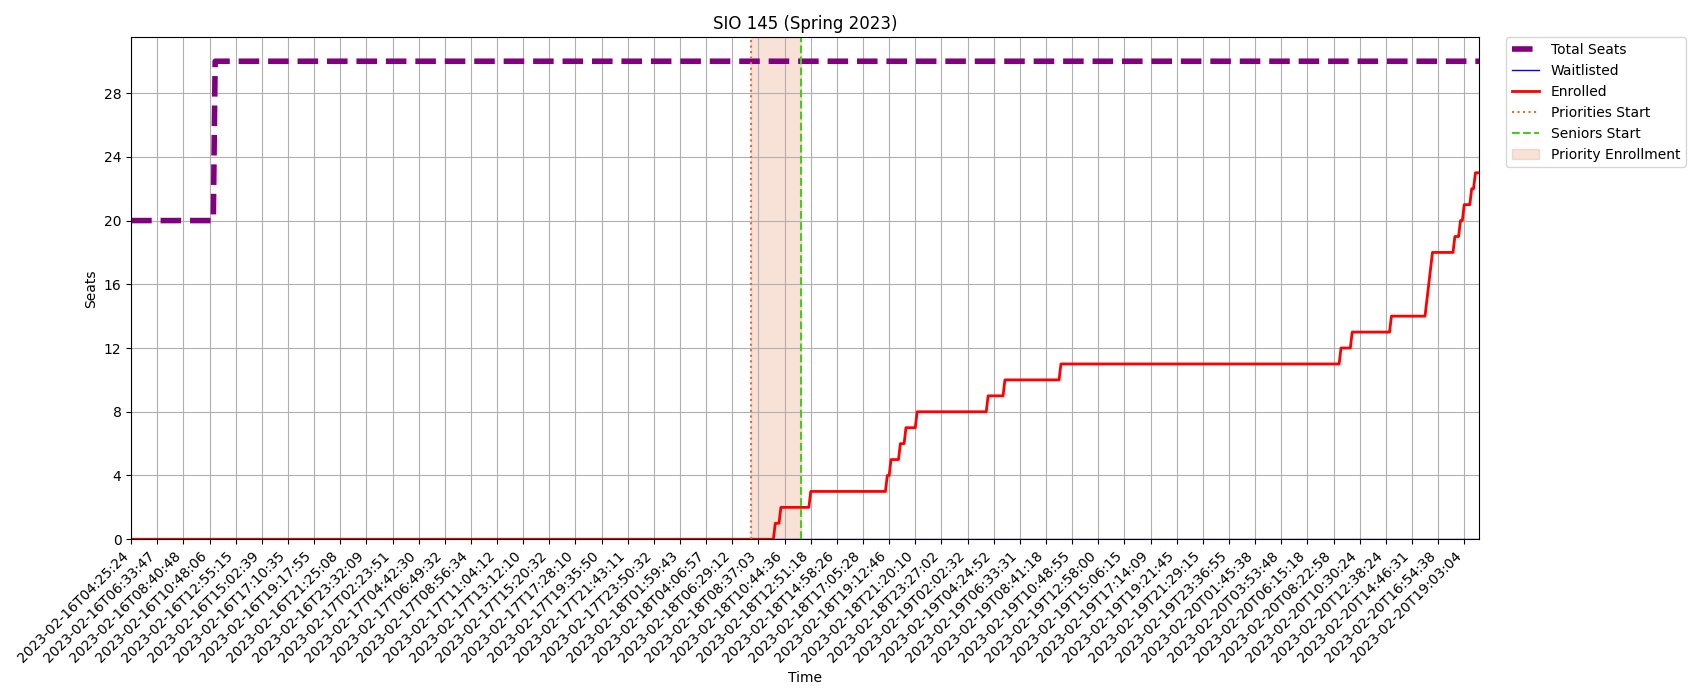 SIO 145 (Spring 2023)
Total Seats
Waitlisted
Enrolled
Priorities Start
Seniors Start
Priority Enrollment
28
24
20
16
12
8
4
0
Seats
2023-02-16T04:25:24
2023-02-16T06:33:47
2023-02-16T08:40:48
2023-02-16T10:48:06
2023-02-16T12:55:15
2023-02-16T15:02:39
2023-02-16T17:10:35
2023-02-16T19:17:55
2023-02-16T21:25:08
2023-02-16T23:32:09
2023-02-17T02:23:51
2023-02-17T04:42:30
2023-02-17T06:49:32
2023-02-17T08:56:34
2023-02-17T11:04:12
2023-02-17T13:12:10
2023-02-17T15:20:32
2023-02-17T17:28:10
2023-02-17T19:35:50
2023-02-17T21:43:11
2023-02-17T23:50:32
2023-02-18T01:59:43
2023-02-18T04:06:57
2023-02-18T06:29:12
2023-02-18T08:37:03
2023-02-18T10:44:36
2023-02-18T12:51:18
2023-02-18T14:58:26
2023-02-18T17:05:28
2023-02-18T19:12:46
2023-02-18T21:20:10
2023-02-18T23:27:02
2023-02-19T02:02:32
2023-02-19T04:24:52
2023-02-19T06:33:31
2023-02-19T08:41:18
2023-02-19T10:48:55
2023-02-19T12:58:00
2023-02-19T15:06:15
2023-02-19T17:14:09
2023-02-19T19:21:45
2023-02-19T21:29:15
2023-02-19T23:36:55
2023-02-20T01:45:38
2023-02-20T03:53:48
2023-02-20T06:15:18
2023-02-20T08:22:58
2023-02-20T10:30:24
2023-02-20T12:38:24
2023-02-20T14:46:31
2023-02-20T16:54:38
2023-02-20T19:03:04
Time